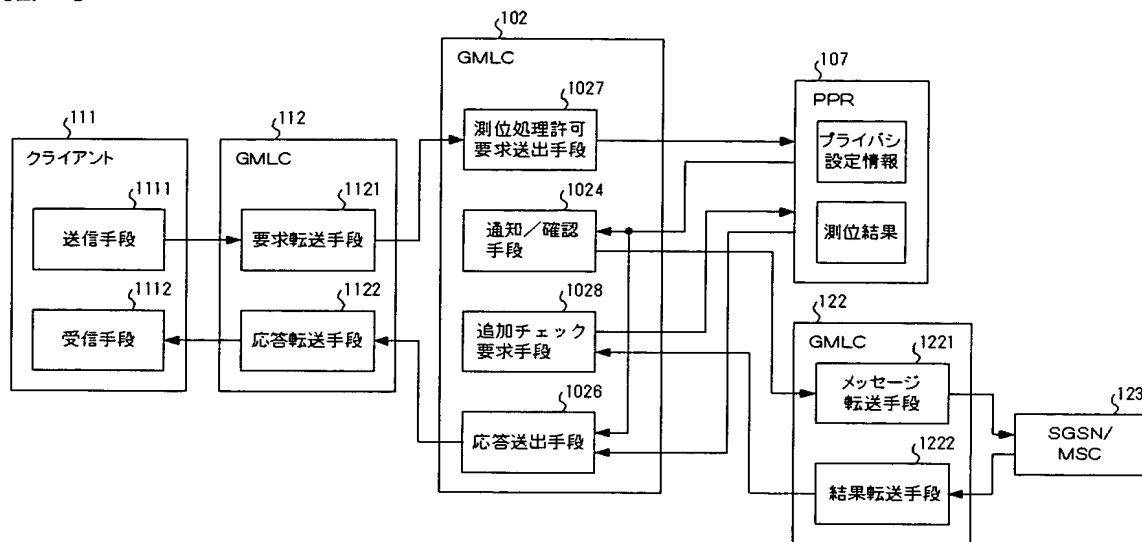 111
クライアント
1111
送信手段
1112
受信手段
112
GMLC
1121
要求転送手段
1122
応答転送手段
102
GMLC
1027
測位処理許可
要求送出手段
1024
通知/確認
手段
1028
追加チェック
要求手段
1026
応答送出手段
107
PPR
プライバシ
設定情報
測位結果
122
GMLC
1221
メッセージ
転送手段
1222
結果転送手段
123
SGSN/
MSC